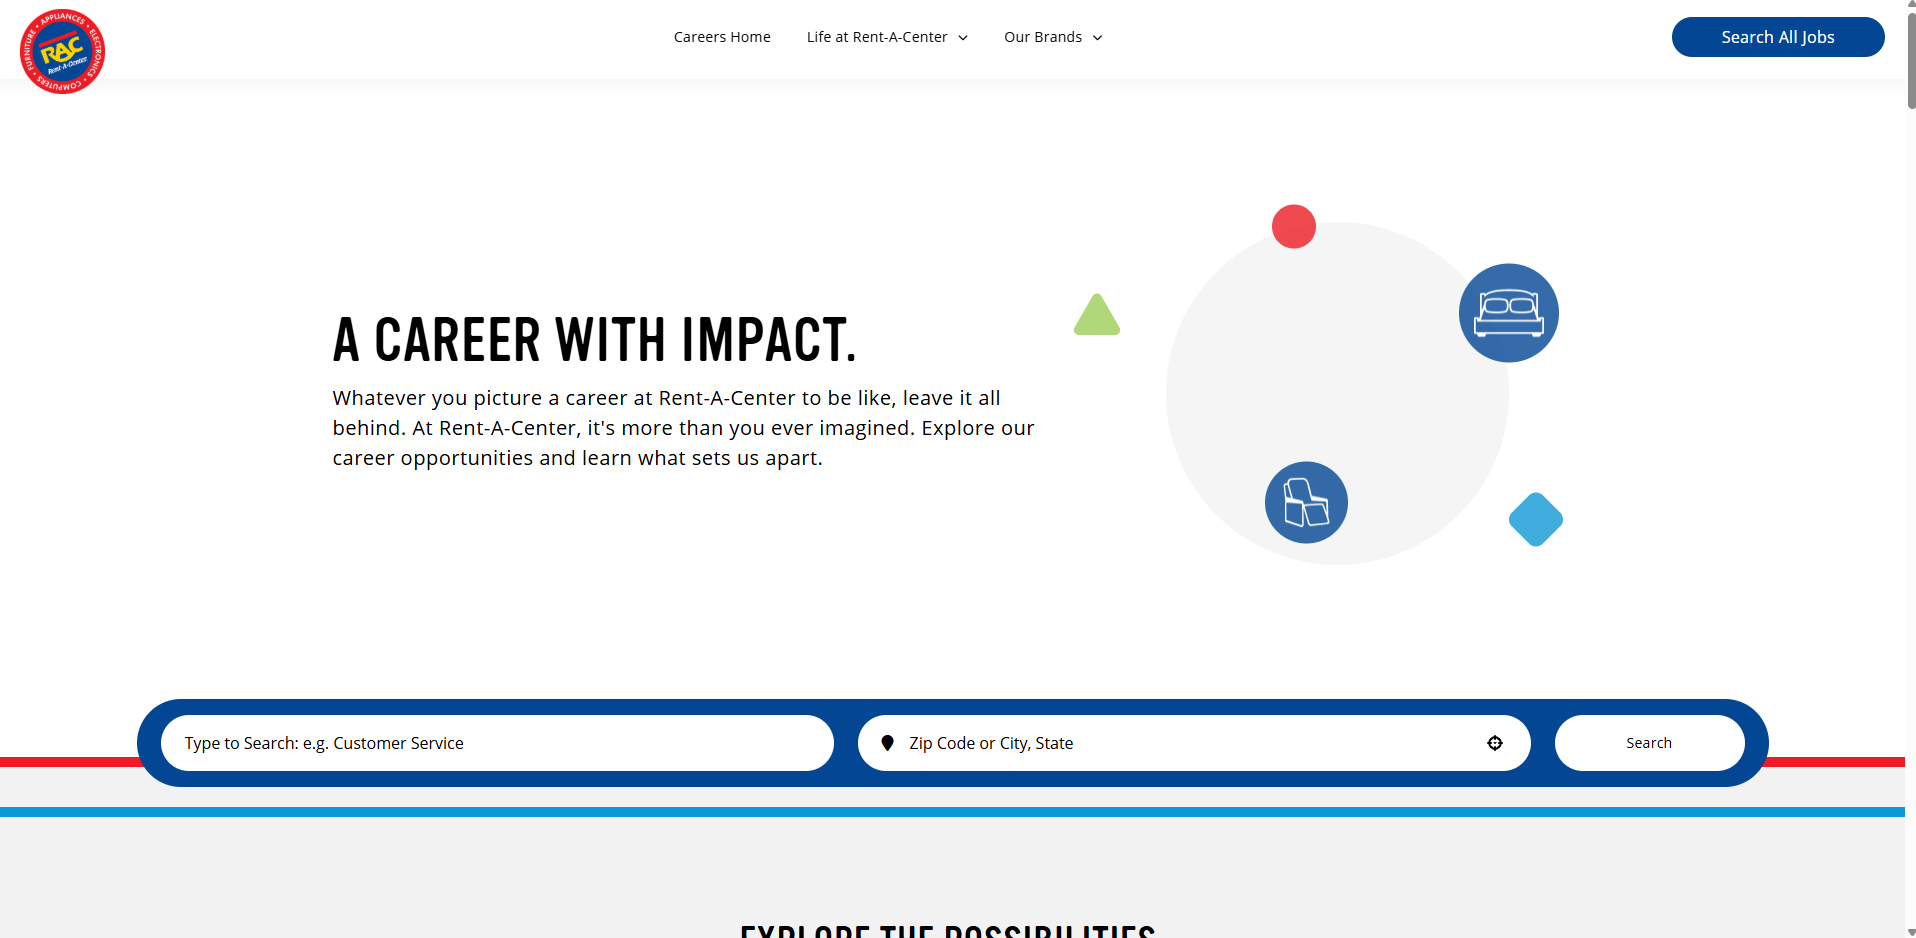 FURNITURE • APPLIANCES • ELECTRONICS • COMPUTERS •
RAC
Rent-A-Center
Careers Home
Life at Rent-A-Center
Our Brands
Search All Jobs
A CAREER WITH IMPACT.
Whatever you picture a career at Rent-A-Center to be like, leave it all
behind. At Rent-A-Center, it's more than you ever imagined. Explore our
career opportunities and learn what sets us apart.
Type to Search: e.g. Customer Service
Zip Code or City, State
Search
EXPLORE THE POSSIBILITIES